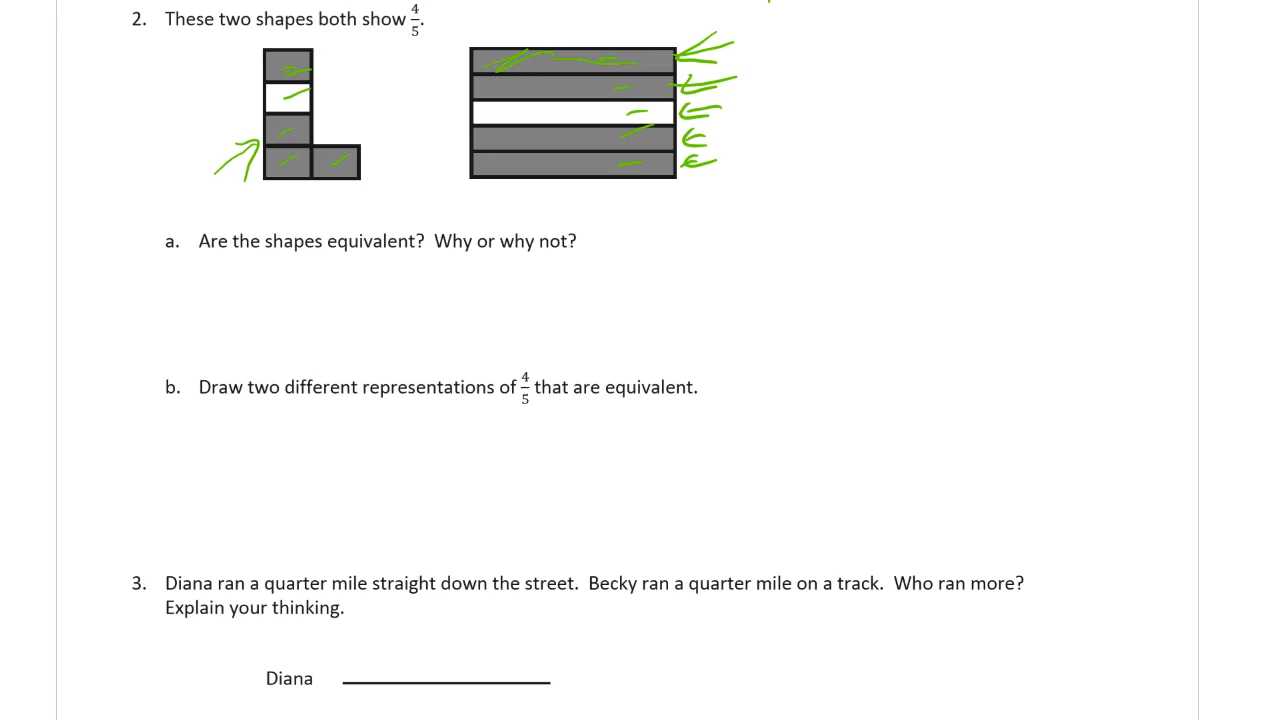 2. These two shapes both show 4/5.
a. Are the shapes equivalent? Why or why not?
b. Draw two different representations of 4/5 that are equivalent.
3. Diana ran a quarter mile straight down the street. Becky ran a quarter mile on a track. Who ran more?
Explain your thinking.
Diana